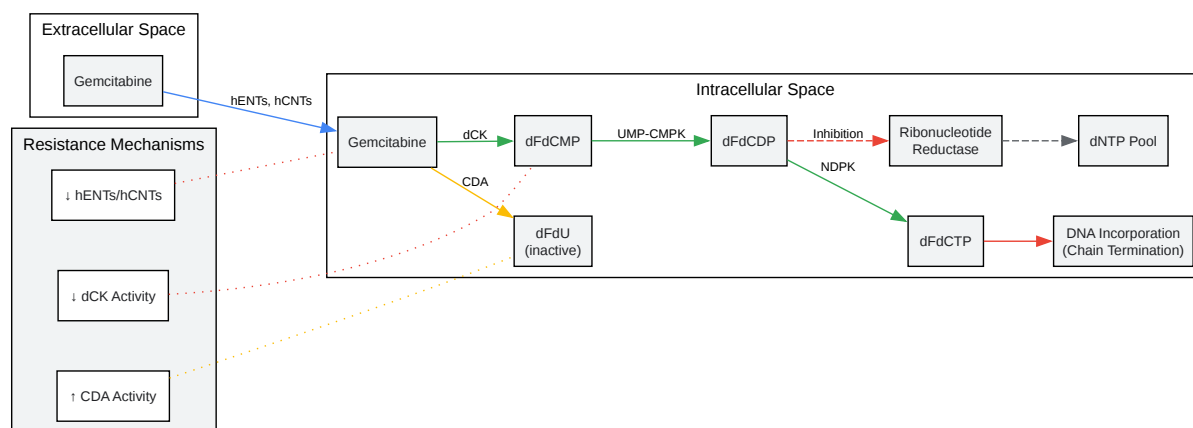 Extracellular Space
Gemcitabine
hENTs, hCNTs
Resistance Mechanisms
↓ hENTs/hCNTs
↓ dCK Activity
↑ CDA Activity
Intracellular Space
Gemcitabine
dCK
dFdCMP
UMP-CMPK
dFdCDP
Inhibition
Ribonucleotide
Reductase
dNTP Pool
CDA
NDPK
dFdU
(inactive)
dFdCTP
DNA Incorporation
(Chain Termination)